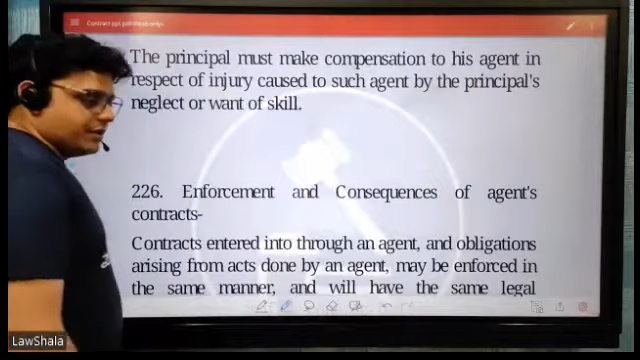 Contract ppt.pdf
The principal must make compensation to his agent in
respect of injury caused to such agent by the principal's
neglect or want of skill.
226. Enforcement and Consequences of agent's
contracts-
Contracts entered into through an agent, and obligations
arising from acts done by an agent, may be enforced in
the same manner, and will have the same legal
LawShala